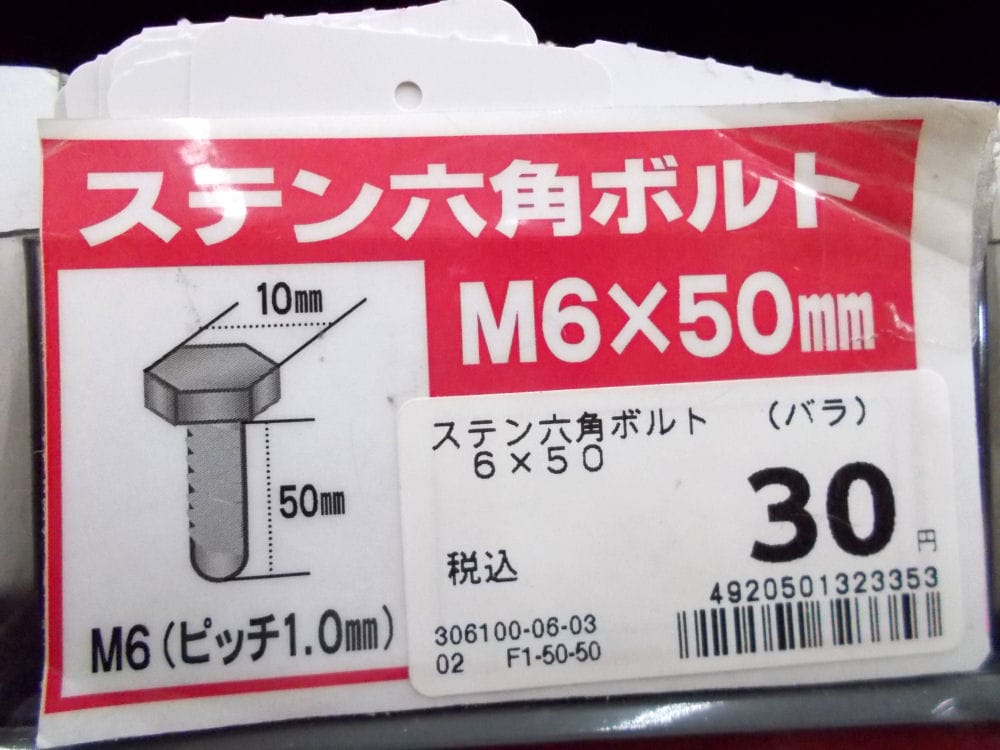 ステン六角ボルト
M6×50mm
10mm
50mm
M6(ピッチ1.0mm)
ステン六角ボルト (バラ)
6×50
30円
税込
4920501323353
306100-06-03
02 F1-50-50